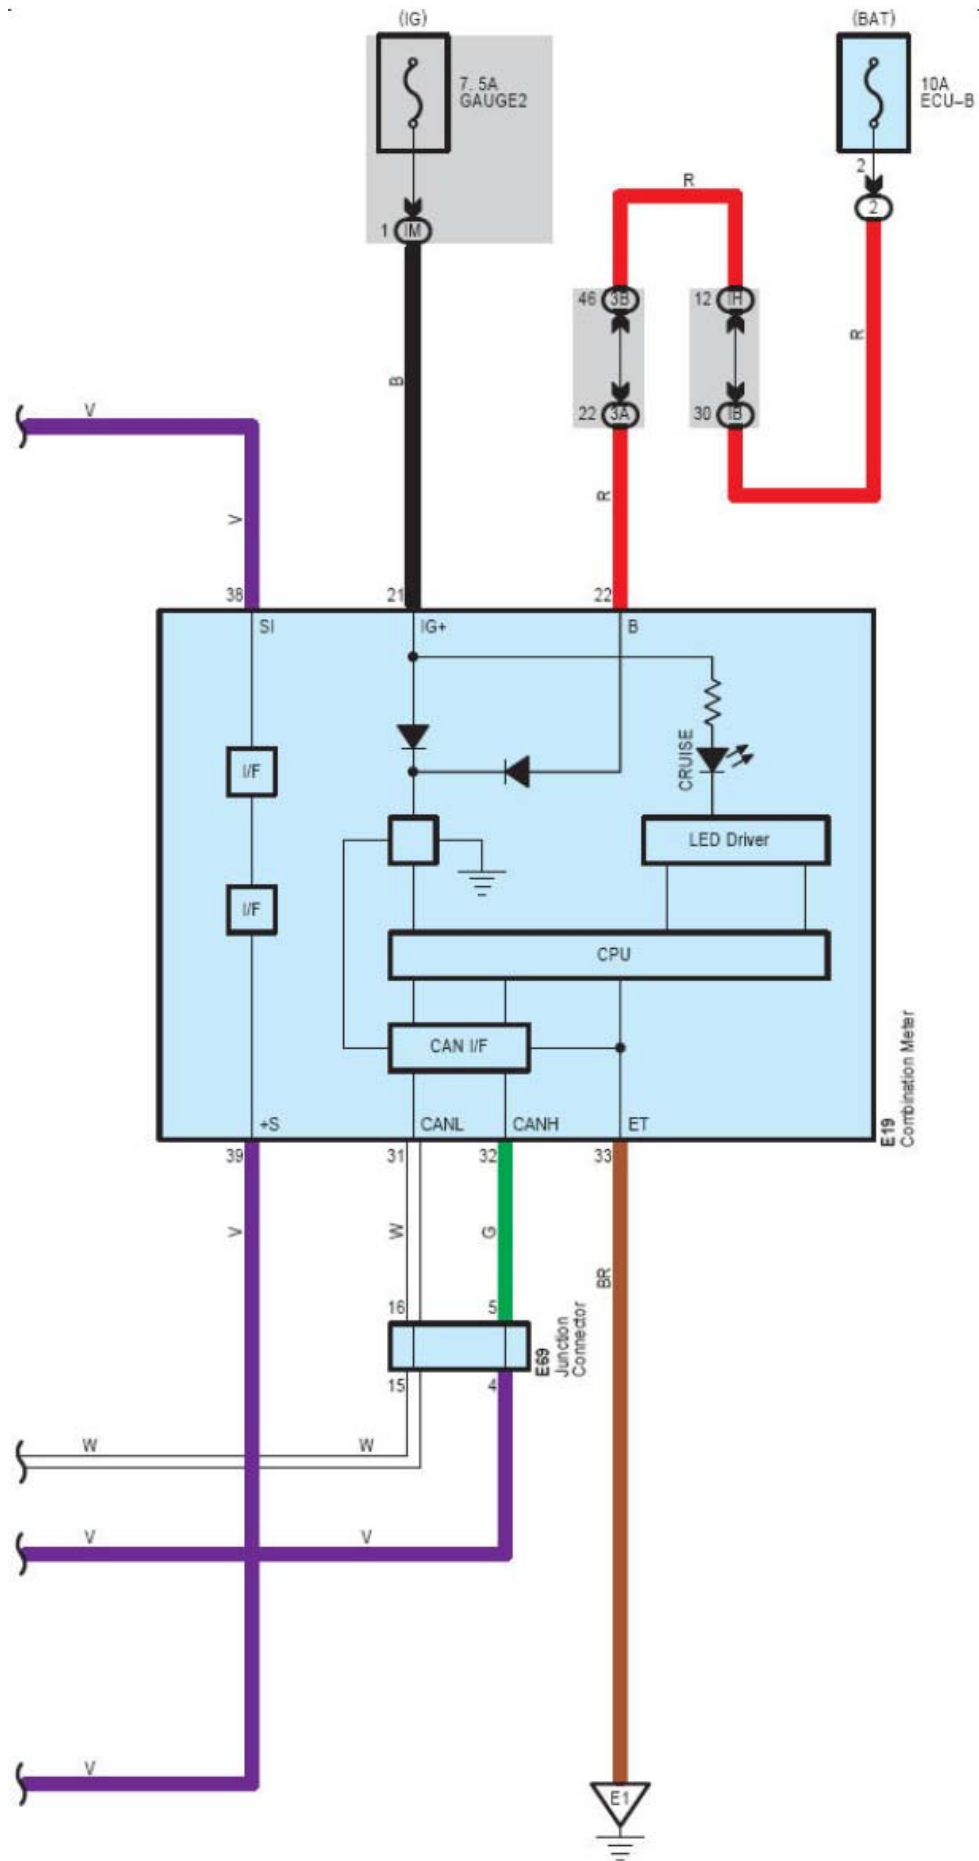 (IG)
(BAT)
7. 5A
GAUGE2
10A
ECU-B
2
2
R
1 IM
46 3B
12 IH
R
B
22 3A
30 IB
V
V
R
38
21
22
SI
IG+
B
CRUISE
I/F
LED Driver
I/F
CPU
CAN I/F
E19
Combination Meter
+S
CANL
CANH
ET
39
31
32
33
V
W
G
BR
16
5
E69
Junction
Connector
15
4
W
W
V
V
V
E1